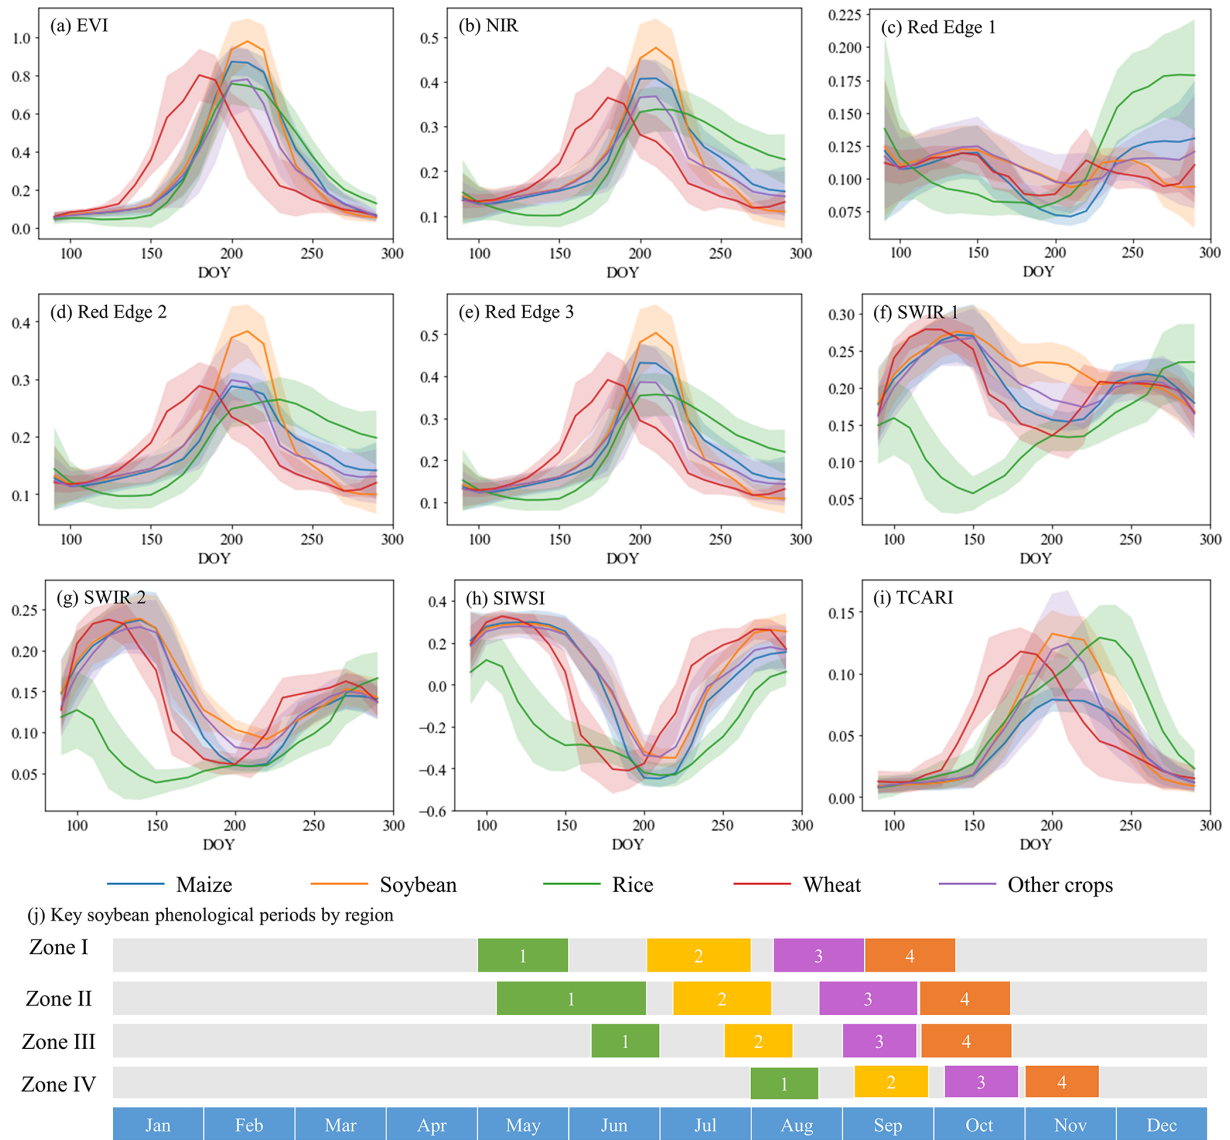 (a) EVI
1.0
0.8
0.6
0.4
0.2
0.0
100 150 200 250 300
DOY
(b) NIR
0.5
0.4
0.3
0.2
0.1
100 150 200 250 300
DOY
(c) Red Edge 1
0.225
0.200
0.175
0.150
0.125
0.100
0.075
100 150 200 250 300
DOY
(d) Red Edge 2
0.4
0.3
0.2
0.1
100 150 200 250 300
DOY
(e) Red Edge 3
0.5
0.4
0.3
0.2
0.1
100 150 200 250 300
DOY
(f) SWIR 1
0.30
0.25
0.20
0.15
0.10
0.05
100 150 200 250 300
DOY
(g) SWIR 2
0.25
0.20
0.15
0.10
0.05
100 150 200 250 300
DOY
(h) SIWSI
0.4
0.2
0.0
−0.2
−0.4
−0.6
100 150 200 250 300
DOY
(i) TCARI
0.15
0.10
0.05
0.00
100 150 200 250 300
DOY
Maize Soybean Rice Wheat Other crops
(j) Key soybean phenological periods by region
Zone I 1 2 3 4
Zone II 1 2 3 4
Zone III 1 2 3 4
Zone IV 1 2 3 4
Jan Feb Mar Apr May Jun Jul Aug Sep Oct Nov Dec